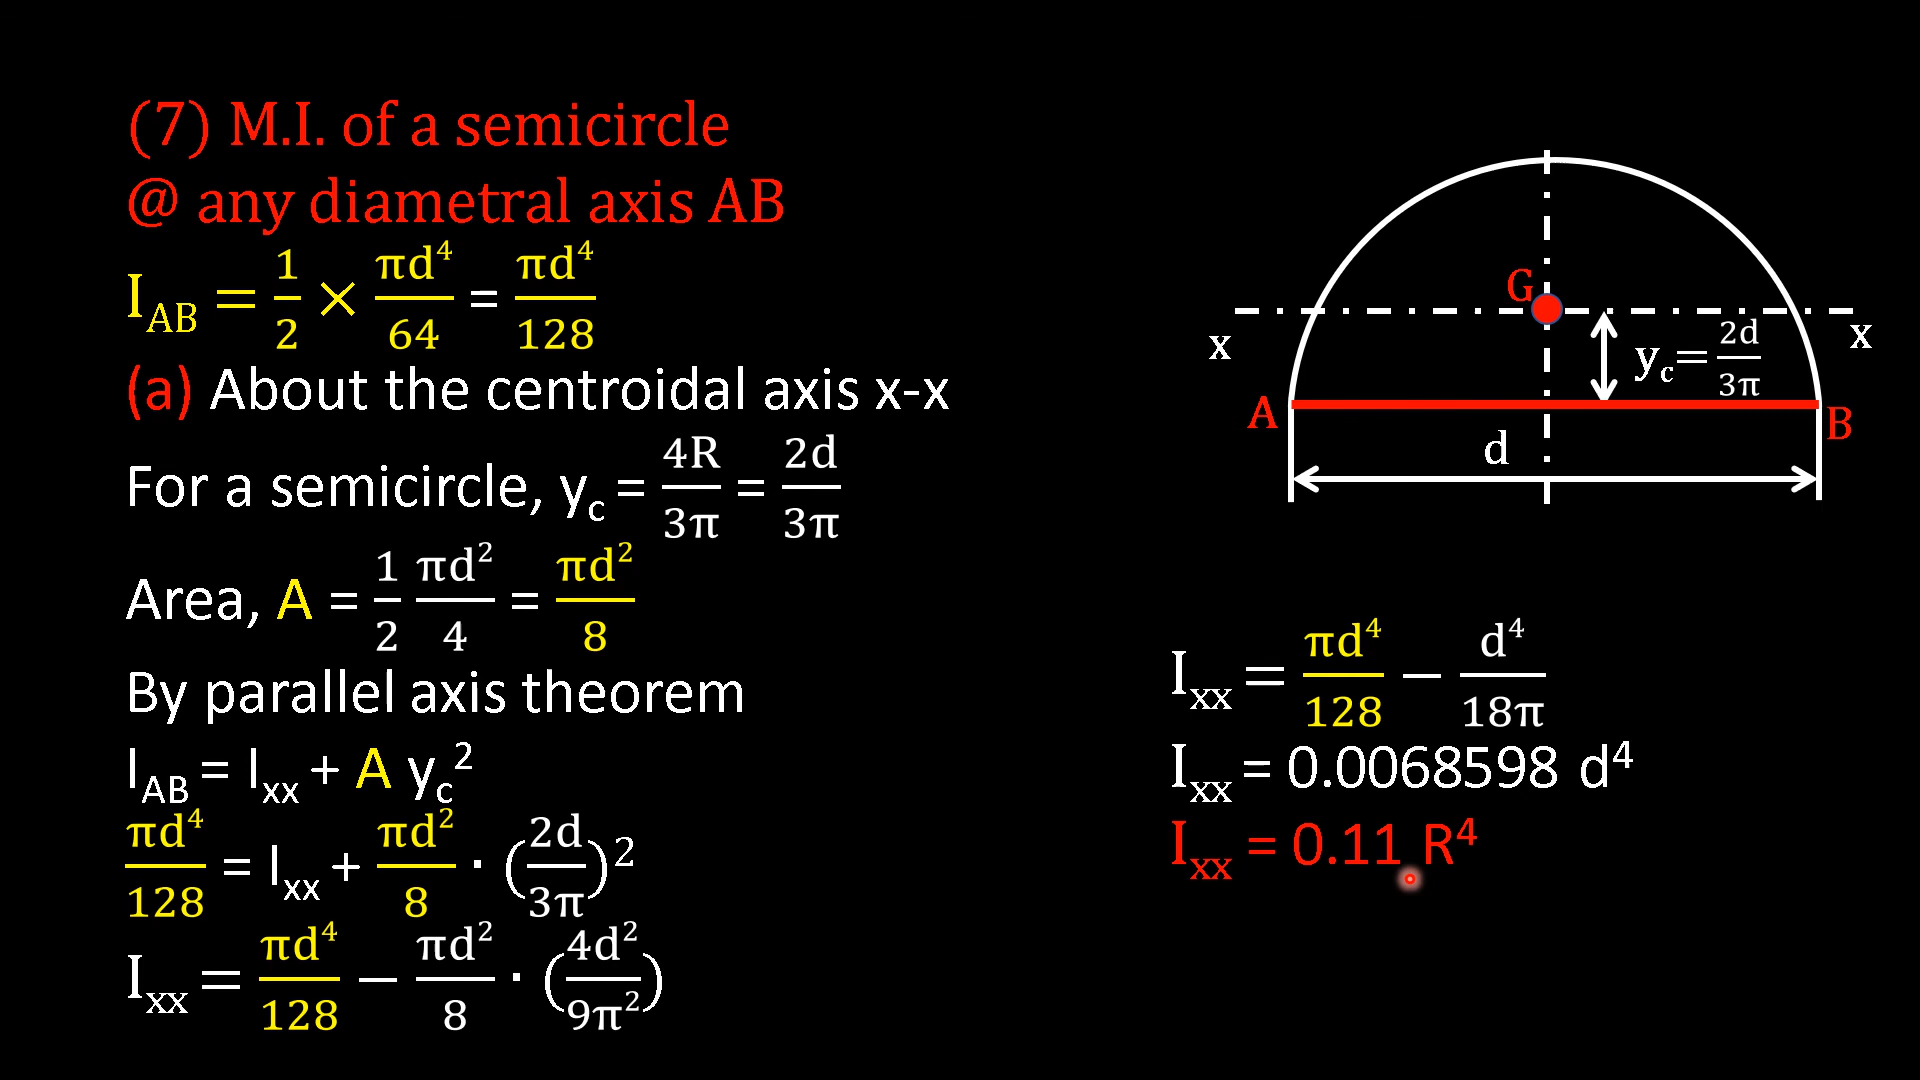 (7) M.I. of a semicircle
@ any diametral axis AB
I_AB = 1/2 × πd⁴/64 = πd⁴/128
(a) About the centroidal axis x-x
For a semicircle, y_c = 4R/3π = 2d/3π
Area, A = 1/2 πd²/4 = πd²/8
By parallel axis theorem
I_AB = I_xx + A y_c²
πd⁴/128 = I_xx + πd²/8 · (2d/3π)²
I_xx = πd⁴/128 − πd²/8 · (4d²/9π²)
G
x
x
y_c = 2d/3π
A
B
d
I_xx = πd⁴/128 − d⁴/18π
I_xx = 0.0068598 d⁴
I_xx = 0.11 R⁴